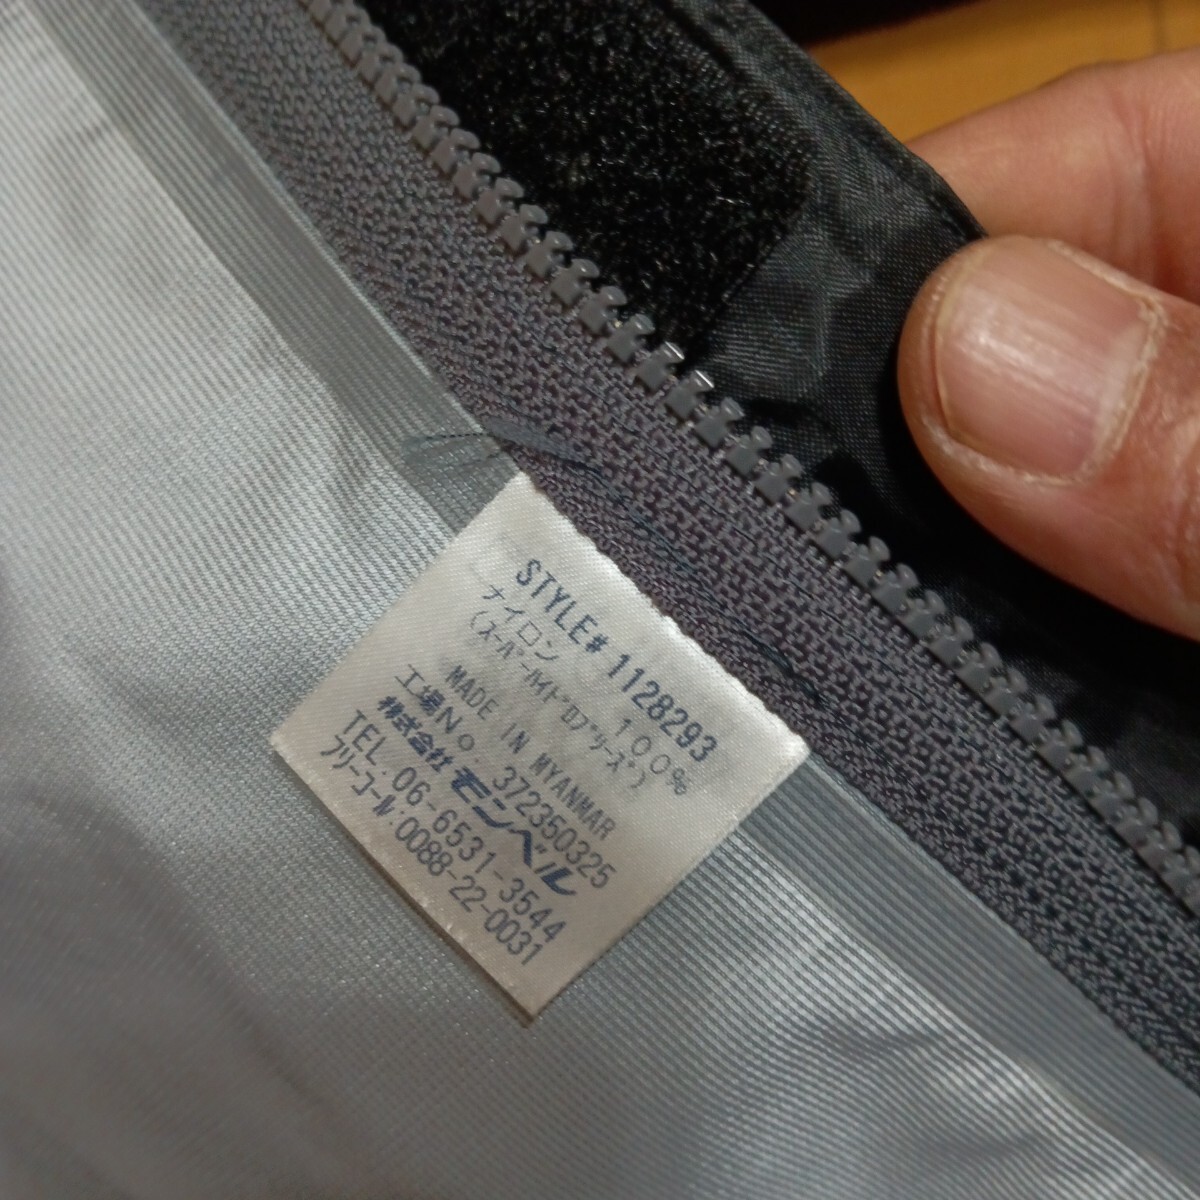 STYLE# 1128293
ナイロン 100%
(スーパーハイドロブリーズ)
MADE IN MYANMAR
工場No. 372350325
株式会社 モンベル
TEL:06-6531-3544
フリーコール:0088-22-0031